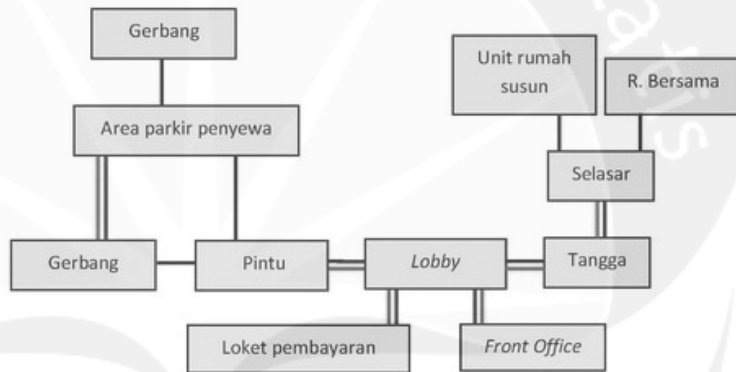 Gerbang
Unit rumah
susun
R. Bersama
Area parkir penyewa
Selasar
Gerbang
Pintu
Lobby
Tangga
Loket pembayaran
Front Office